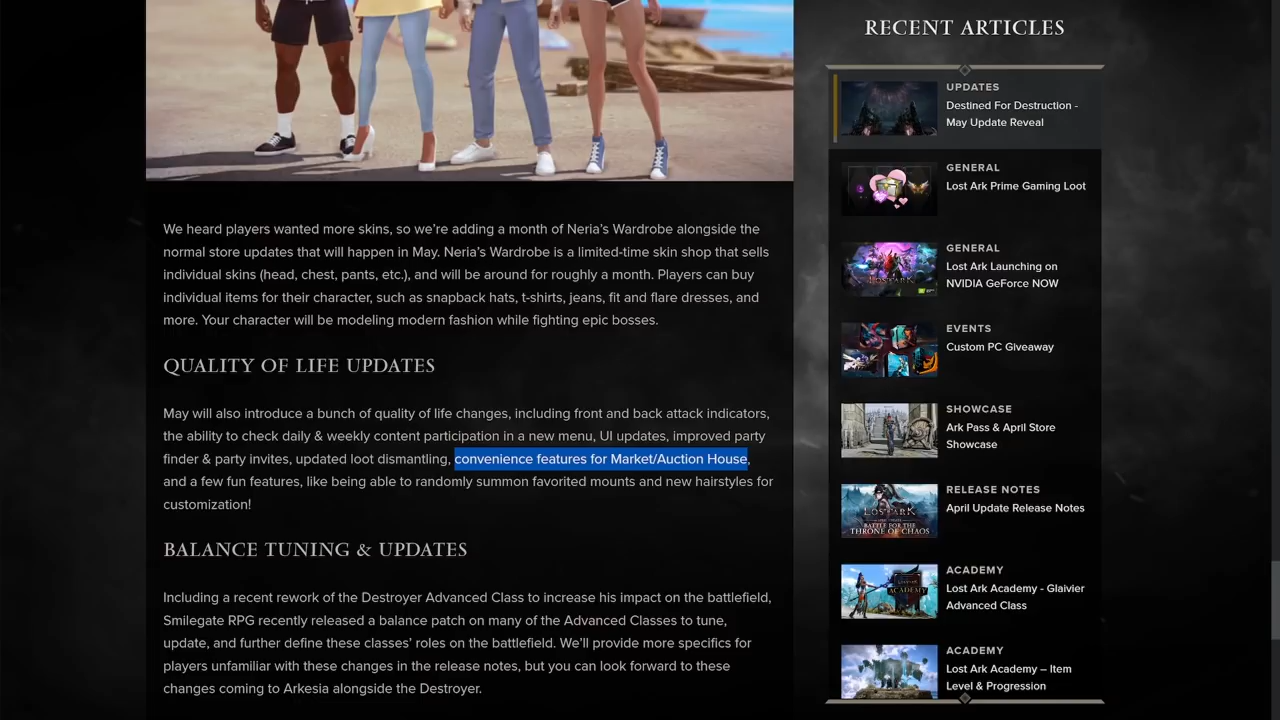 We heard players wanted more skins, so we're adding a month of Neria's Wardrobe alongside the
normal store updates that will happen in May. Neria's Wardrobe is a limited-time skin shop that sells
individual skins (head, chest, pants, etc.), and will be around for roughly a month. Players can buy
individual items for their character, such as snapback hats, t-shirts, jeans, fit and flare dresses, and
more. Your character will be modeling modern fashion while fighting epic bosses.
QUALITY OF LIFE UPDATES
May will also introduce a bunch of quality of life changes, including front and back attack indicators,
the ability to check daily & weekly content participation in a new menu, UI updates, improved party
finder & party invites, updated loot dismantling, convenience features for Market/Auction House,
and a few fun features, like being able to randomly summon favorited mounts and new hairstyles for
customization!
BALANCE TUNING & UPDATES
Including a recent rework of the Destroyer Advanced Class to increase his impact on the battlefield,
Smilegate RPG recently released a balance patch on many of the Advanced Classes to tune,
update, and further define these classes' roles on the battlefield. We'll provide more specifics for
players unfamiliar with these changes in the release notes, but you can look forward to these
changes coming to Arkesia alongside the Destroyer.
RECENT ARTICLES
UPDATES
Destined For Destruction -
May Update Reveal
GENERAL
Lost Ark Prime Gaming Loot
GENERAL
Lost Ark Launching on
NVIDIA GeForce NOW
LOST ARK
EVENTS
Custom PC Giveaway
SHOWCASE
Ark Pass & April Store
Showcase
RELEASE NOTES
April Update Release Notes
LOST ARK
BATTLE FOR THE
THRONE OF CHAOS
ACADEMY
Lost Ark Academy - Glaivier
Advanced Class
ACADEMY
ACADEMY
Lost Ark Academy – Item
Level & Progression